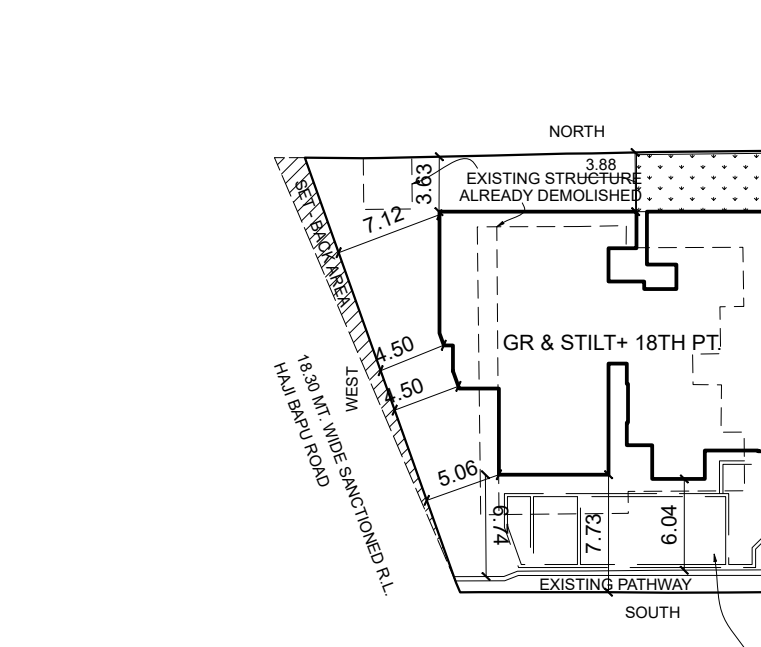 NORTH
3.88
EXISTING STRUCTURE
ALREADY DEMOLISHED
3.63
SET - BACK AREA
7.12
GR & STILT+ 18TH PT.
4.50
4.50
WEST
18.30 MT. WIDE SANCTIONED R.L.
HAJI BAPU ROAD
5.06
6.74
7.73
6.04
EXISTING PATHWAY
SOUTH